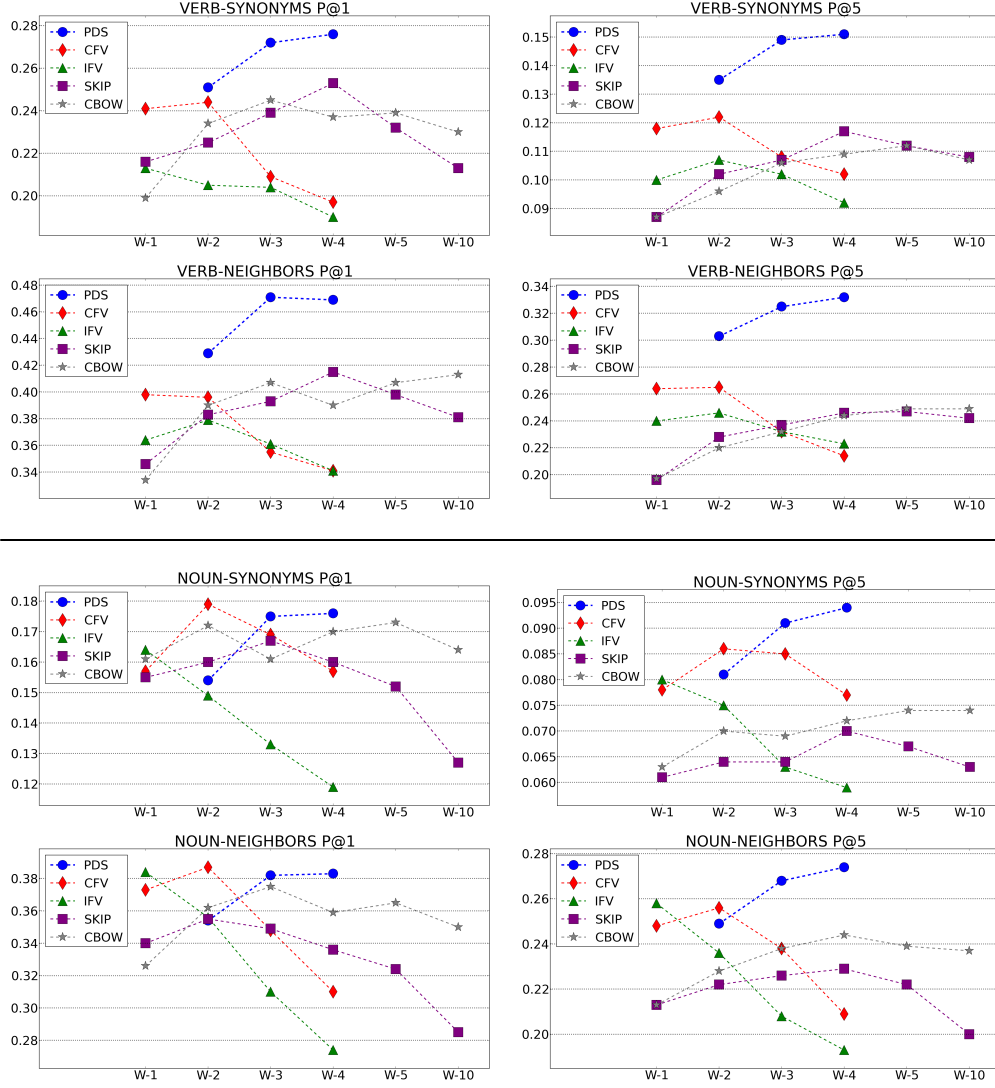 VERB-SYNONYMS P@1
0.28
0.26
0.24
0.22
0.20
PDS
CFV
IFV
SKIP
CBOW
W-1 W-2 W-3 W-4 W-5 W-10
VERB-SYNONYMS P@5
0.15
0.14
0.13
0.12
0.11
0.10
0.09
PDS
CFV
IFV
SKIP
CBOW
W-1 W-2 W-3 W-4 W-5 W-10
VERB-NEIGHBORS P@1
0.48
0.46
0.44
0.42
0.40
0.38
0.36
0.34
PDS
CFV
IFV
SKIP
CBOW
W-1 W-2 W-3 W-4 W-5 W-10
VERB-NEIGHBORS P@5
0.34
0.32
0.30
0.28
0.26
0.24
0.22
0.20
PDS
CFV
IFV
SKIP
CBOW
W-1 W-2 W-3 W-4 W-5 W-10
NOUN-SYNONYMS P@1
0.18
0.17
0.16
0.15
0.14
0.13
0.12
PDS
CFV
IFV
SKIP
CBOW
W-1 W-2 W-3 W-4 W-5 W-10
NOUN-SYNONYMS P@5
0.095
0.090
0.085
0.080
0.075
0.070
0.065
0.060
PDS
CFV
IFV
SKIP
CBOW
W-1 W-2 W-3 W-4 W-5 W-10
NOUN-NEIGHBORS P@1
0.38
0.36
0.34
0.32
0.30
0.28
PDS
CFV
IFV
SKIP
CBOW
W-1 W-2 W-3 W-4 W-5 W-10
NOUN-NEIGHBORS P@5
0.28
0.26
0.24
0.22
0.20
PDS
CFV
IFV
SKIP
CBOW
W-1 W-2 W-3 W-4 W-5 W-10